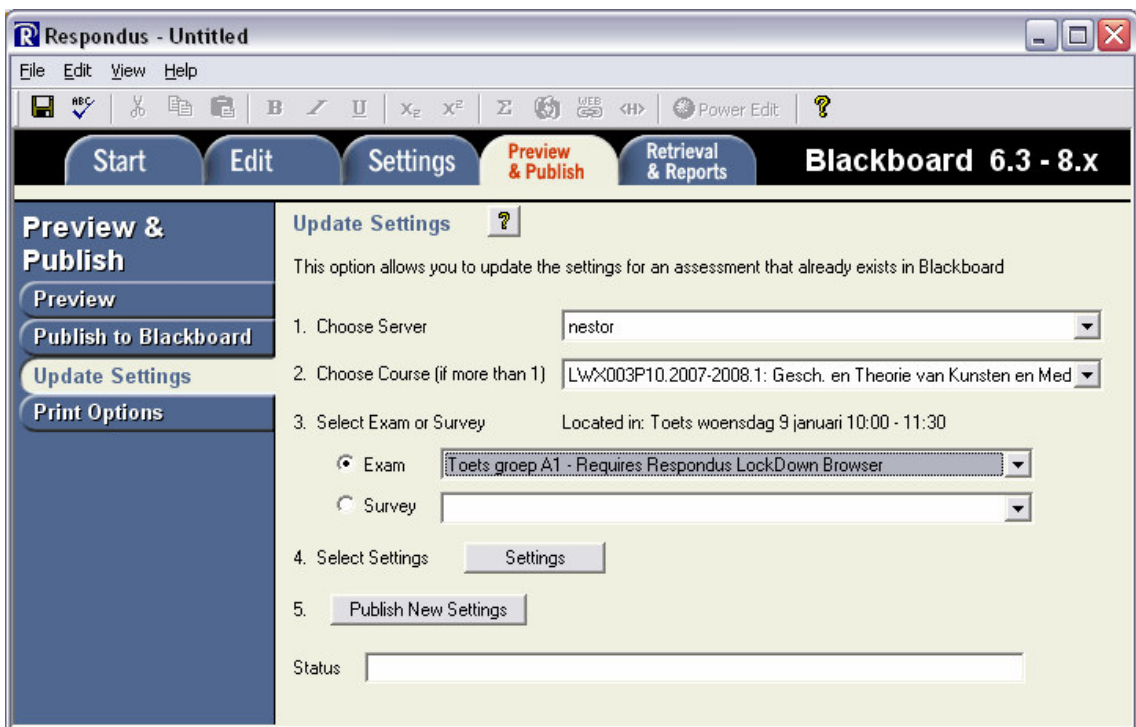 Respondus - Untitled
File Edit View Help
ABC B I U X₂ X² Σ WEB <H> Power Edit ?
Start Edit Settings Preview & Publish Retrieval & Reports Blackboard 6.3 - 8.x
Preview & Publish
Preview
Publish to Blackboard
Update Settings
Print Options
Update Settings ?
This option allows you to update the settings for an assessment that already exists in Blackboard
1. Choose Server nestor
2. Choose Course (if more than 1) LWX003P10.2007-2008.1: Gesch. en Theorie van Kunsten en Med
3. Select Exam or Survey Located in: Toets woensdag 9 januari 10:00 - 11:30
Exam Toets groep A1 - Requires Respondus LockDown Browser
Survey
4. Select Settings Settings
5. Publish New Settings
Status